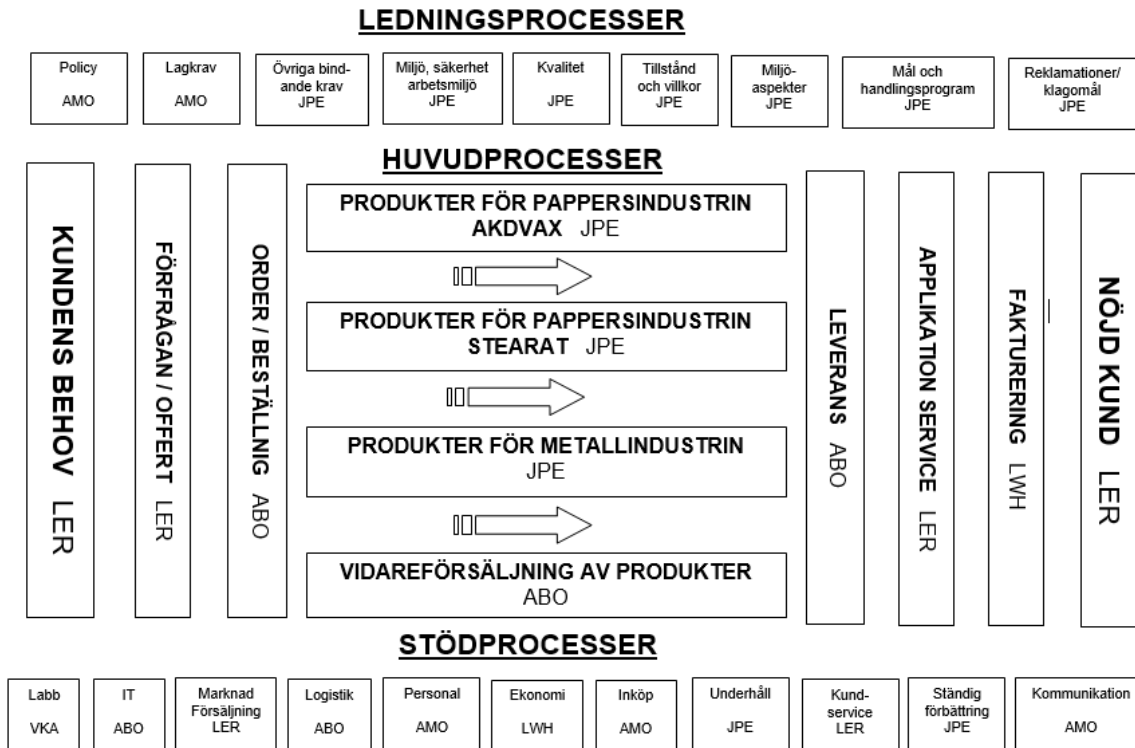 LEDNINGSPROCESSER
Policy
AMO
Lagkrav
AMO
Övriga bind-
ande krav
JPE
Miljö, säkerhet
arbetsmiljö
JPE
Kvalitet
JPE
Tillstånd
och villkor
JPE
Miljö-
aspekter
JPE
Mål och
handlingsprogram
JPE
Reklamationer/
klagomål
JPE
HUVUDPROCESSER
KUNDENS BEHOV LER
FÖRFRÅGAN / OFFERT LER
ORDER / BESTÄLLNIG ABO
PRODUKTER FÖR PAPPERSINDUSTRIN
AKDVAX JPE
PRODUKTER FÖR PAPPERSINDUSTRIN
STEARAT JPE
PRODUKTER FÖR METALLINDUSTRIN
JPE
VIDAREFÖRSÄLJNING AV PRODUKTER
ABO
LEVERANS ABO
APPLIKATION SERVICE LER
FAKTURERING LWH
NÖJD KUND LER
STÖDPROCESSER
Labb
VKA
IT
ABO
Marknad
Försäljning
LER
Logistik
ABO
Personal
AMO
Ekonomi
LWH
Inköp
AMO
Underhåll
JPE
Kund-
service
LER
Ständig
förbättring
JPE
Kommunikation
AMO